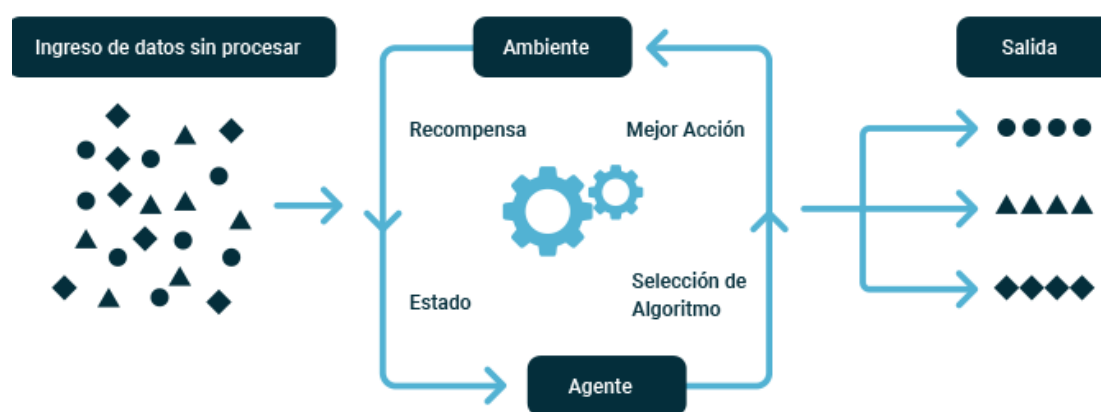 Ingreso de datos sin procesar
Ambiente
Salida
Recompensa
Mejor Acción
Estado
Selección de
Algoritmo
Agente